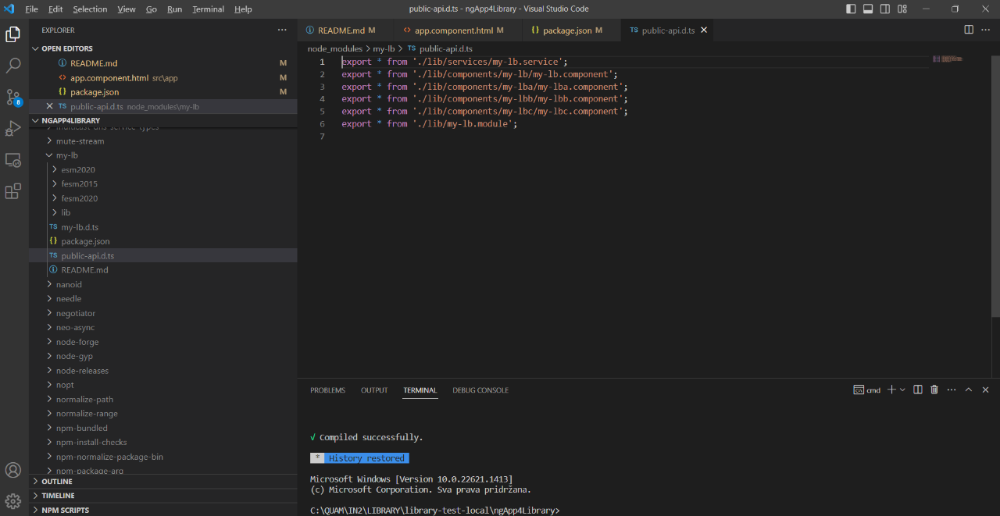 File Edit Selection View Go Run Terminal Help public-api.d.ts - ngApp4Library - Visual Studio Code
EXPLORER
OPEN EDITORS
README.md M
app.component.html src\app M
package.json M
TS public-api.d.ts node_modules\my-lb
NGAPP4LIBRARY
multicast-dns-service-types
mute-stream
my-lb
esm2020
fesm2015
fesm2020
lib
TS my-lb.d.ts
{} package.json
TS public-api.d.ts
README.md
nanoid
needle
negotiator
neo-async
node-forge
node-gyp
node-releases
nopt
normalize-path
normalize-range
npm-bundled
npm-install-checks
npm-normalize-package-bin
npm-package-arg
OUTLINE
TIMELINE
NPM SCRIPTS
8
README.md M app.component.html M {} package.json M TS public-api.d.ts
node_modules > my-lb > TS public-api.d.ts
1 export * from './lib/services/my-lb.service';
2 export * from './lib/components/my-lb/my-lb.component';
3 export * from './lib/components/my-lba/my-lba.component';
4 export * from './lib/components/my-lbb/my-lbb.component';
5 export * from './lib/components/my-lbc/my-lbc.component';
6 export * from './lib/my-lb.module';
7
PROBLEMS OUTPUT TERMINAL DEBUG CONSOLE cmd
√ Compiled successfully.
* History restored
Microsoft Windows [Version 10.0.22621.1413]
(c) Microsoft Corporation. Sva prava pridržana.
C:\QUAM\IN2\LIBRARY\library-test-local\ngApp4Library>